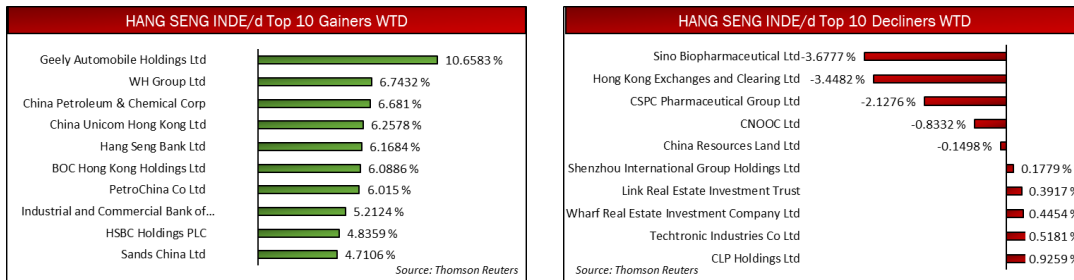 HANG SENG INDE/d Top 10 Gainers WTD
Geely Automobile Holdings Ltd 10.6583 %
WH Group Ltd 6.7432 %
China Petroleum & Chemical Corp 6.681 %
China Unicom Hong Kong Ltd 6.2578 %
Hang Seng Bank Ltd 6.1684 %
BOC Hong Kong Holdings Ltd 6.0886 %
PetroChina Co Ltd 6.015 %
Industrial and Commercial Bank of... 5.2124 %
HSBC Holdings PLC 4.8359 %
Sands China Ltd 4.7106 %
Source: Thomson Reuters
HANG SENG INDE/d Top 10 Decliners WTD
Sino Biopharmaceutical Ltd -3.6777 %
Hong Kong Exchanges and Clearing Ltd -3.4482 %
CSPC Pharmaceutical Group Ltd -2.1276 %
CNOOC Ltd -0.8332 %
China Resources Land Ltd -0.1498 %
Shenzhou International Group Holdings Ltd 0.1779 %
Link Real Estate Investment Trust 0.3917 %
Wharf Real Estate Investment Company Ltd 0.4454 %
Techtronic Industries Co Ltd 0.5181 %
CLP Holdings Ltd 0.9259 %
Source: Thomson Reuters